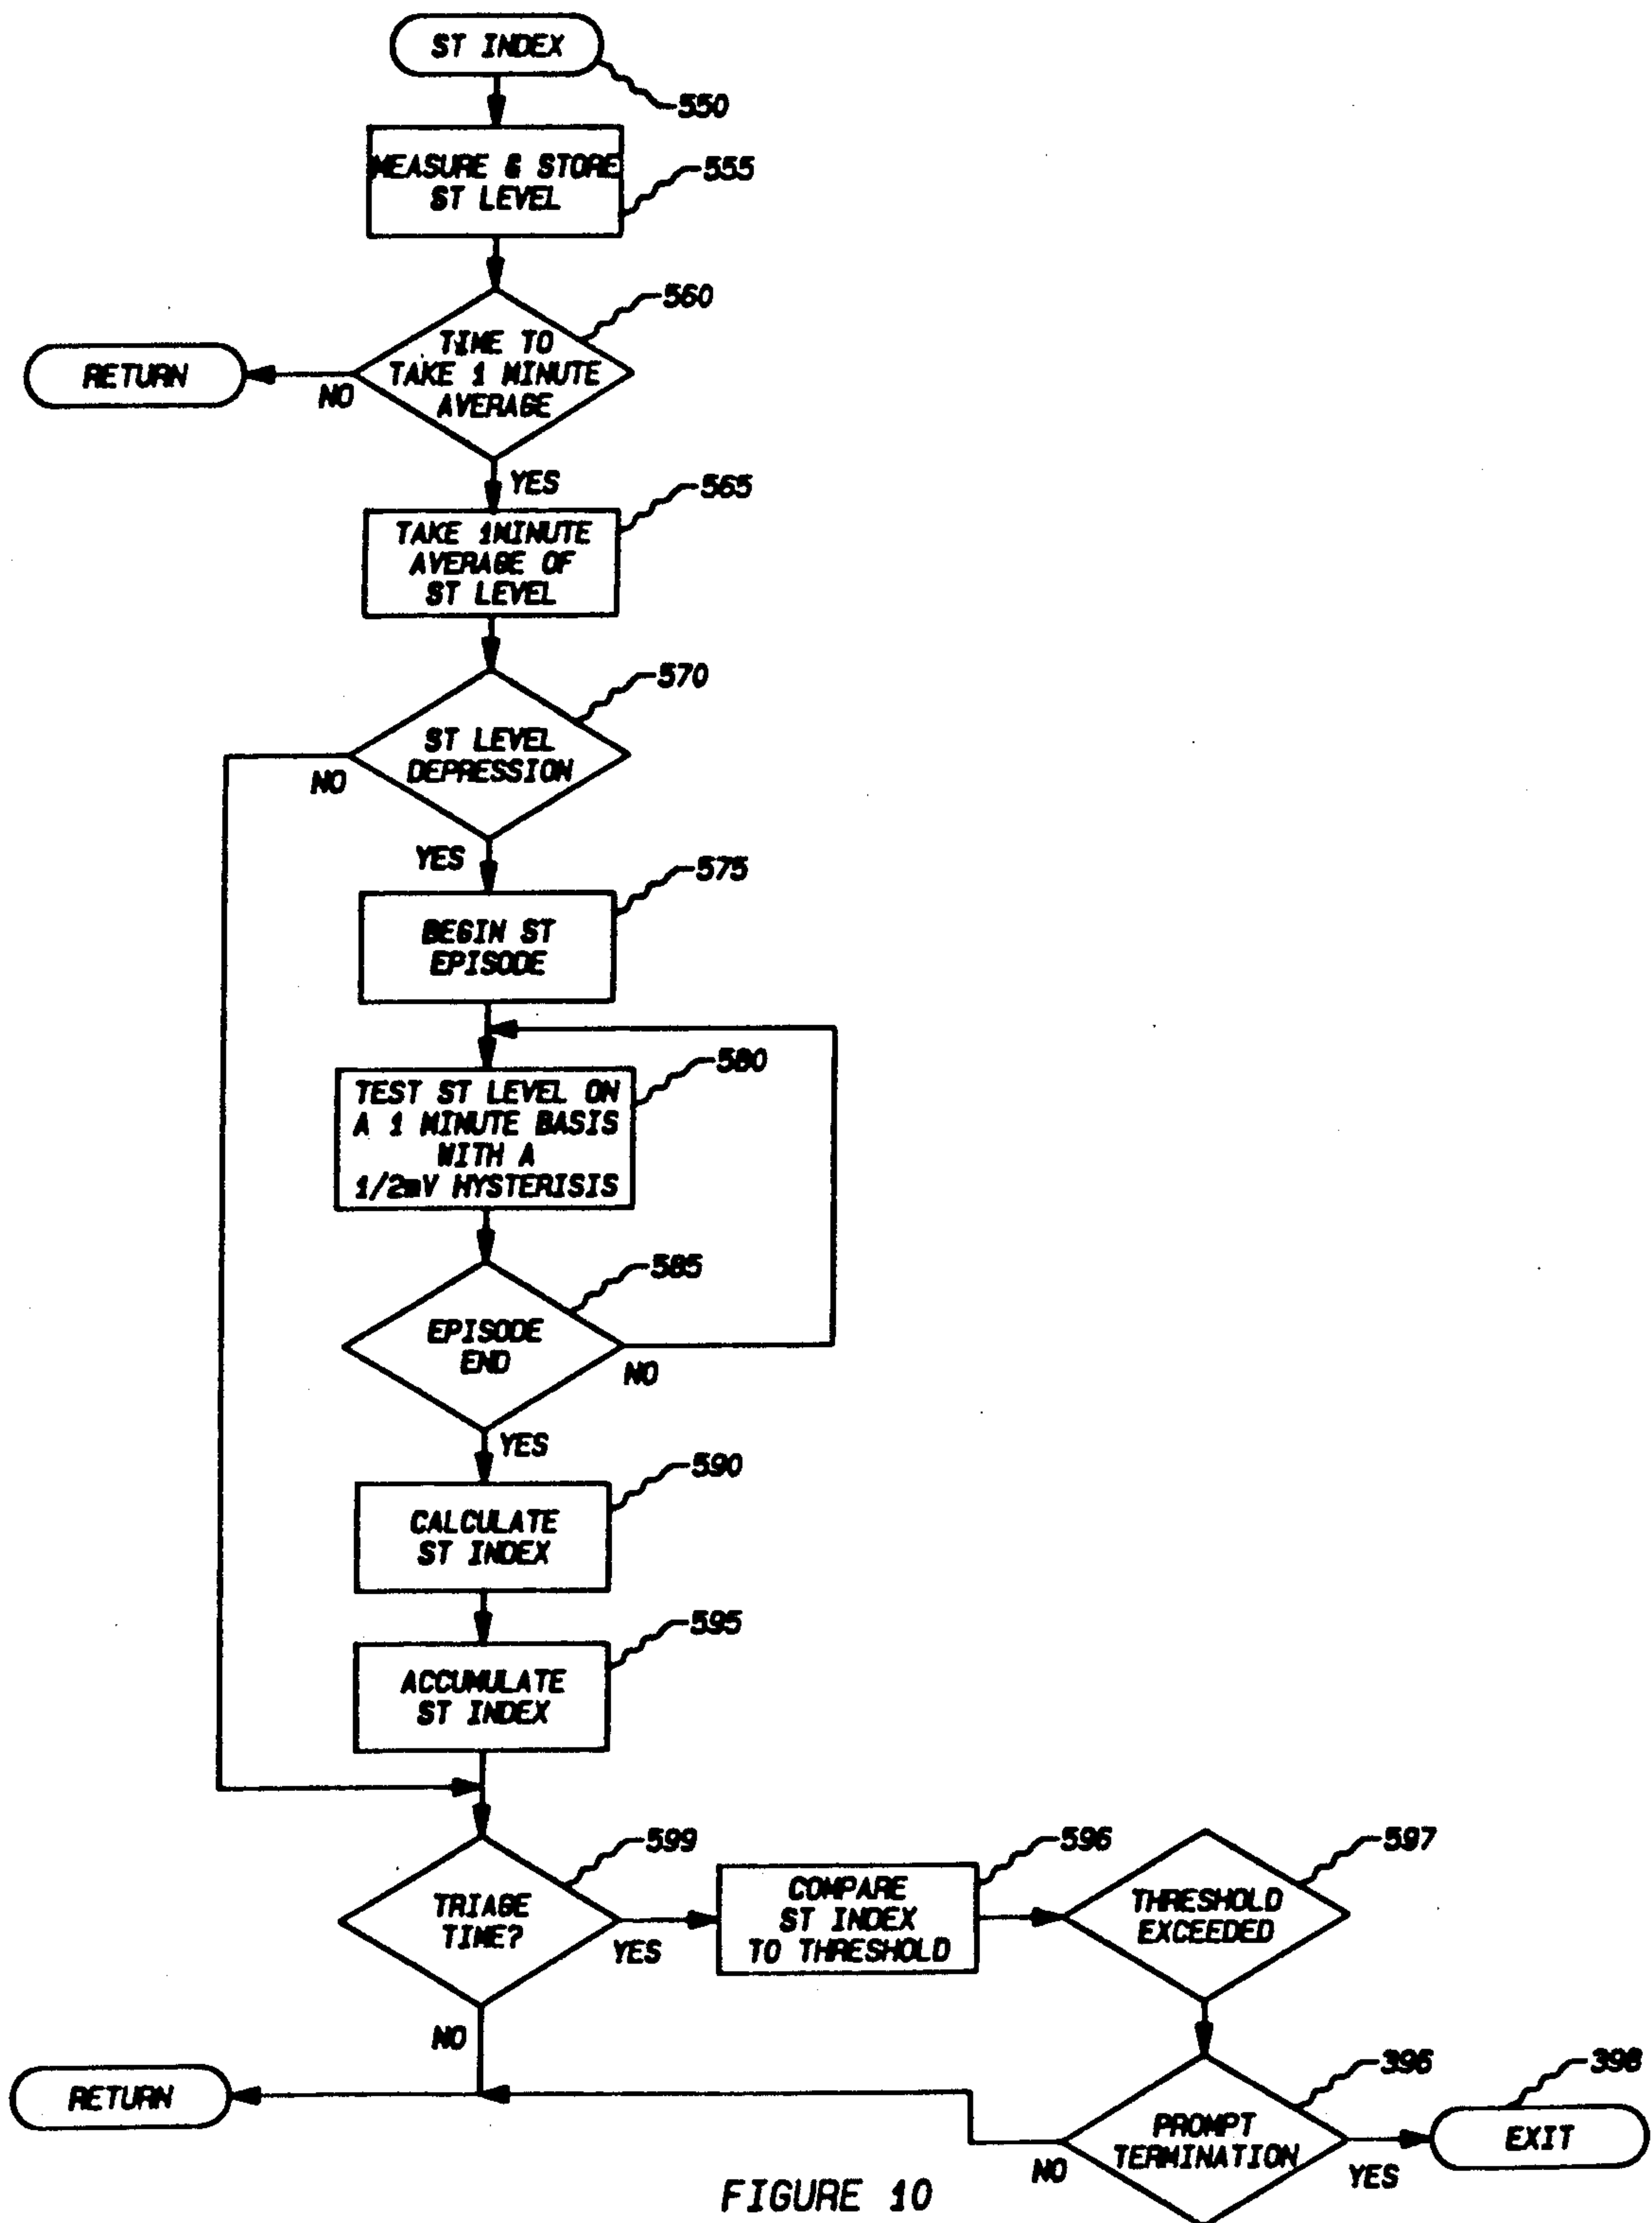 ST INDEX
550
MEASURE & STORE
ST LEVEL
555
560
TIME TO
TAKE 1 MINUTE
AVERAGE
RETURN
NO
YES
565
TAKE 1MINUTE
AVERAGE OF
ST LEVEL
570
ST LEVEL
DEPRESSION
NO
YES
575
BEGIN ST
EPISODE
580
TEST ST LEVEL ON
A 1 MINUTE BASIS
WITH A
1/2mV HYSTERISIS
585
EPISODE
END
NO
YES
590
CALCULATE
ST INDEX
595
ACCUMULATE
ST INDEX
599
TRIAGE
TIME?
YES
NO
596
COMPARE
ST INDEX
TO THRESHOLD
597
THRESHOLD
EXCEEDED
RETURN
396
PROMPT
TERMINATION
NO
YES
398
EXIT
FIGURE 10